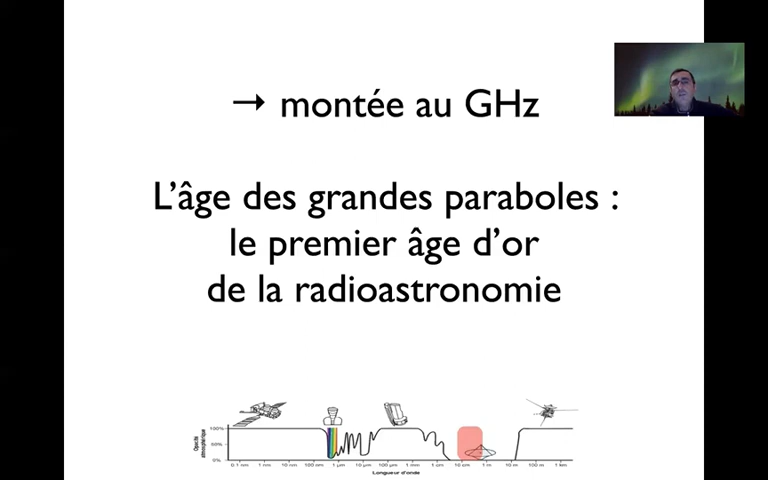 → montée au GHz
L'âge des grandes paraboles :
le premier âge d'or
de la radioastronomie
Opacité
atmosphérique
100%
50%
0%
0.1 nm 1 nm 10 nm 100 nm 1 µm 10 µm 100 µm 1 mm 1 cm 10 cm 1 m 10 m 100 m 1 km
Longueur d'onde